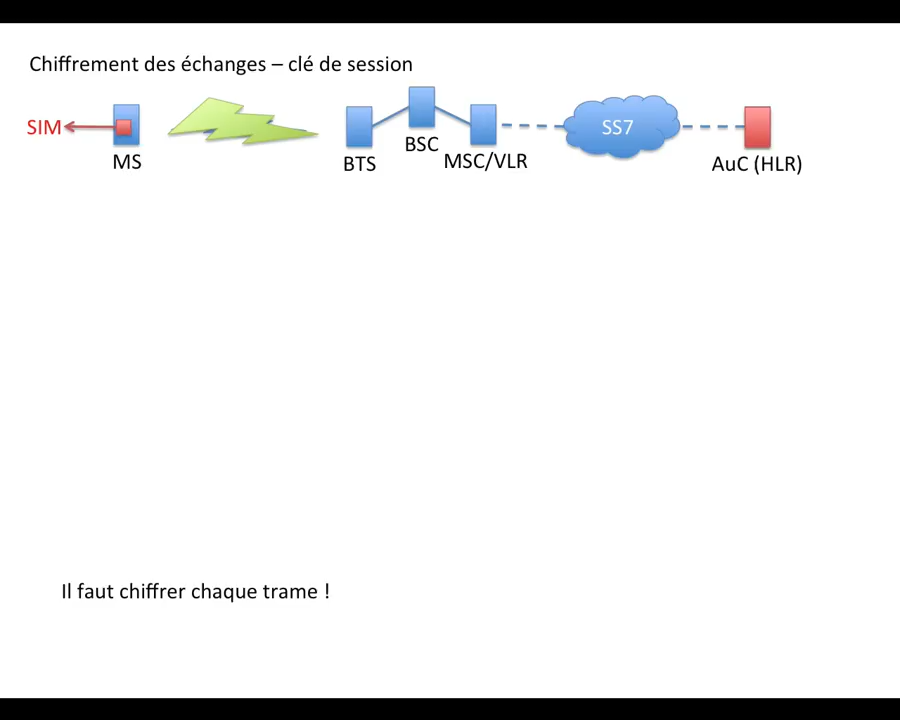 Chiffrement des échanges – clé de session
SIM
MS
BTS
BSC
MSC/VLR
SS7
AuC (HLR)
Il faut chiffrer chaque trame !